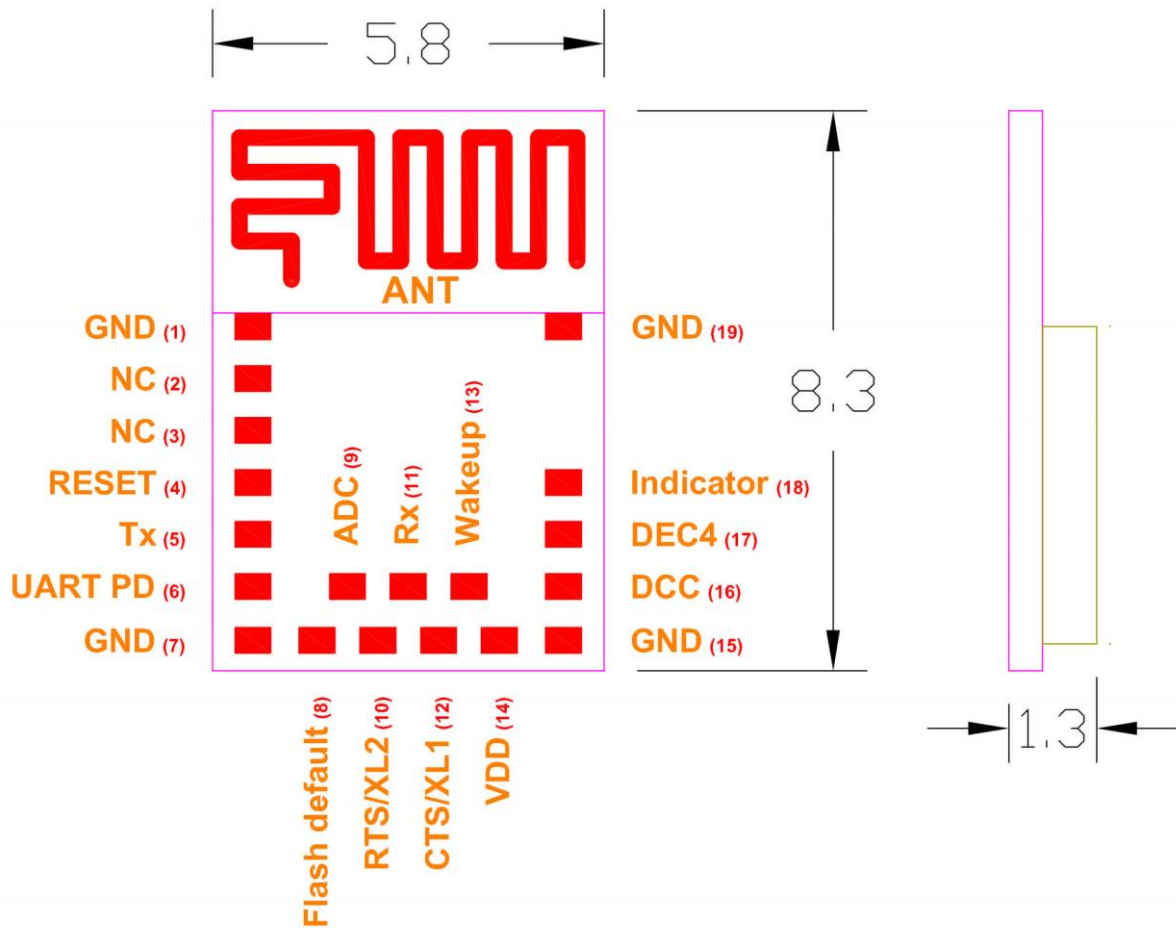 5.8
ANT
GND (1)
NC (2)
NC (3)
RESET (4)
Tx (5)
UART PD (6)
GND (7)
ADC (9)
Rx (11)
Wakeup (13)
GND (19)
8.3
Indicator (18)
DEC4 (17)
DCC (16)
GND (15)
Flash default (8)
RTS/XL2 (10)
CTS/XL1 (12)
VDD (14)
1.3